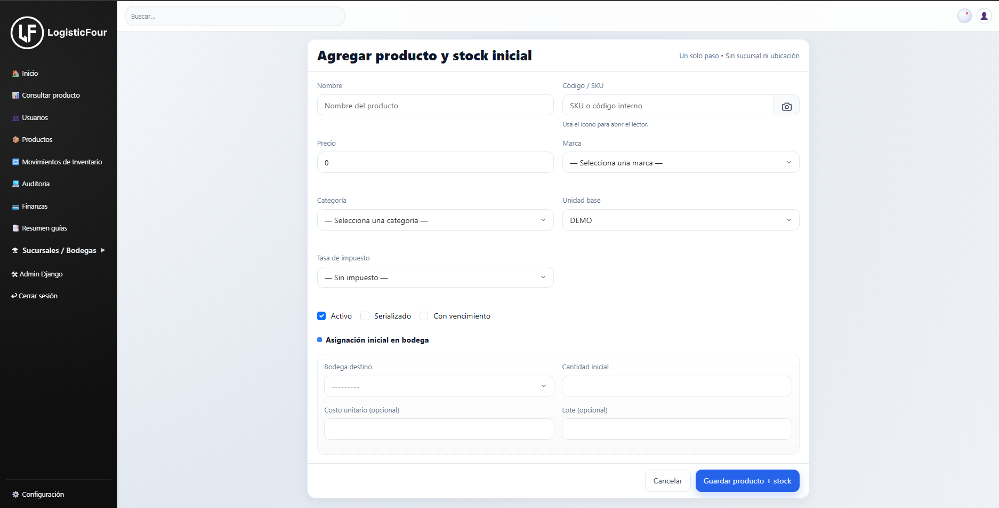 LogisticFour
Inicio
Consultar producto
Usuarios
Productos
Movimientos de Inventario
Auditoria
Finanzas
Resumen guías
Sucursales / Bodegas ▶
Admin Django
Cerrar sesión
Configuración
Buscar...
Agregar producto y stock inicial
Un solo paso • Sin sucursal ni ubicación
Nombre
Nombre del producto
Código / SKU
SKU o código interno
Usa el ícono para abrir el lector.
Precio
0
Marca
— Selecciona una marca —
Categoría
— Selecciona una categoría —
Unidad base
DEMO
Tasa de impuesto
— Sin impuesto —
Activo
Serializado
Con vencimiento
Asignación inicial en bodega
Bodega destino
---------
Cantidad inicial
Costo unitario (opcional)
Lote (opcional)
Cancelar
Guardar producto + stock